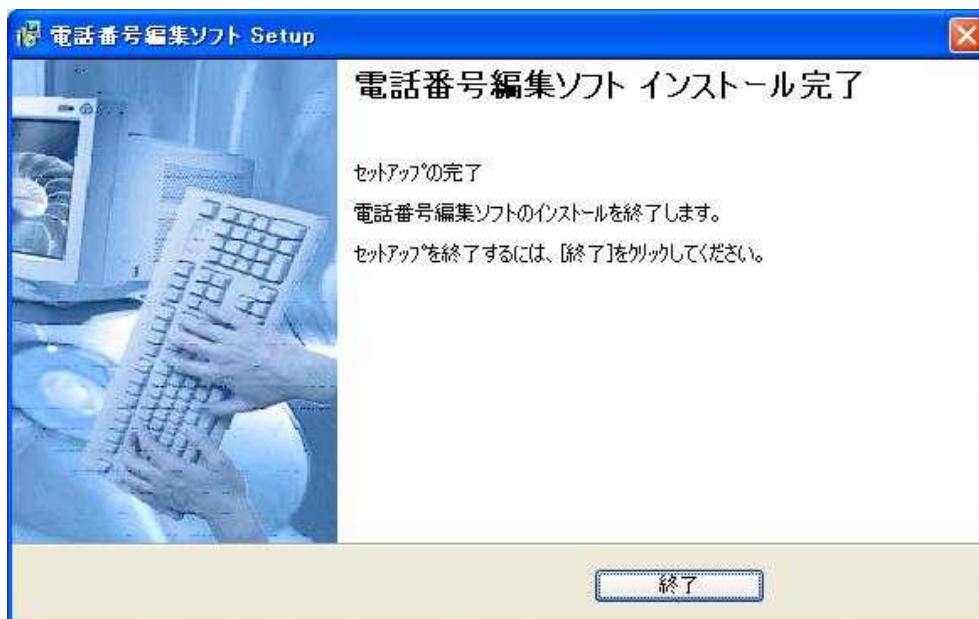 電話番号編集ソフト Setup
電話番号編集ソフト インストール完了
セットアップの完了
電話番号編集ソフトのインストールを終了します。
セットアップを終了するには、[終了]をクリックしてください。
終了